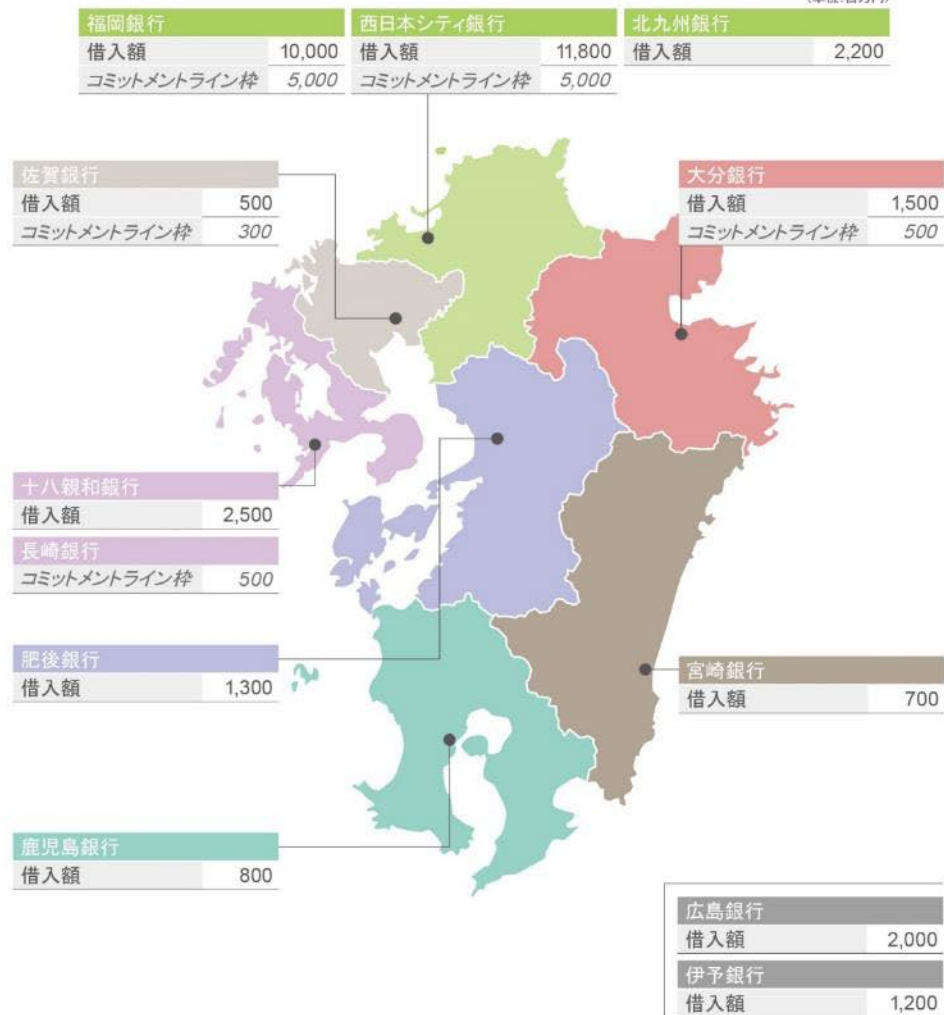 (単位:百万円)
福岡銀行
借入額 10,000
コミットメントライン枠 5,000
西日本シティ銀行
借入額 11,800
コミットメントライン枠 5,000
北九州銀行
借入額 2,200
佐賀銀行
借入額 500
コミットメントライン枠 300
大分銀行
借入額 1,500
コミットメントライン枠 500
十八親和銀行
借入額 2,500
長崎銀行
コミットメントライン枠 500
肥後銀行
借入額 1,300
宮崎銀行
借入額 700
鹿児島銀行
借入額 800
広島銀行
借入額 2,000
伊予銀行
借入額 1,200